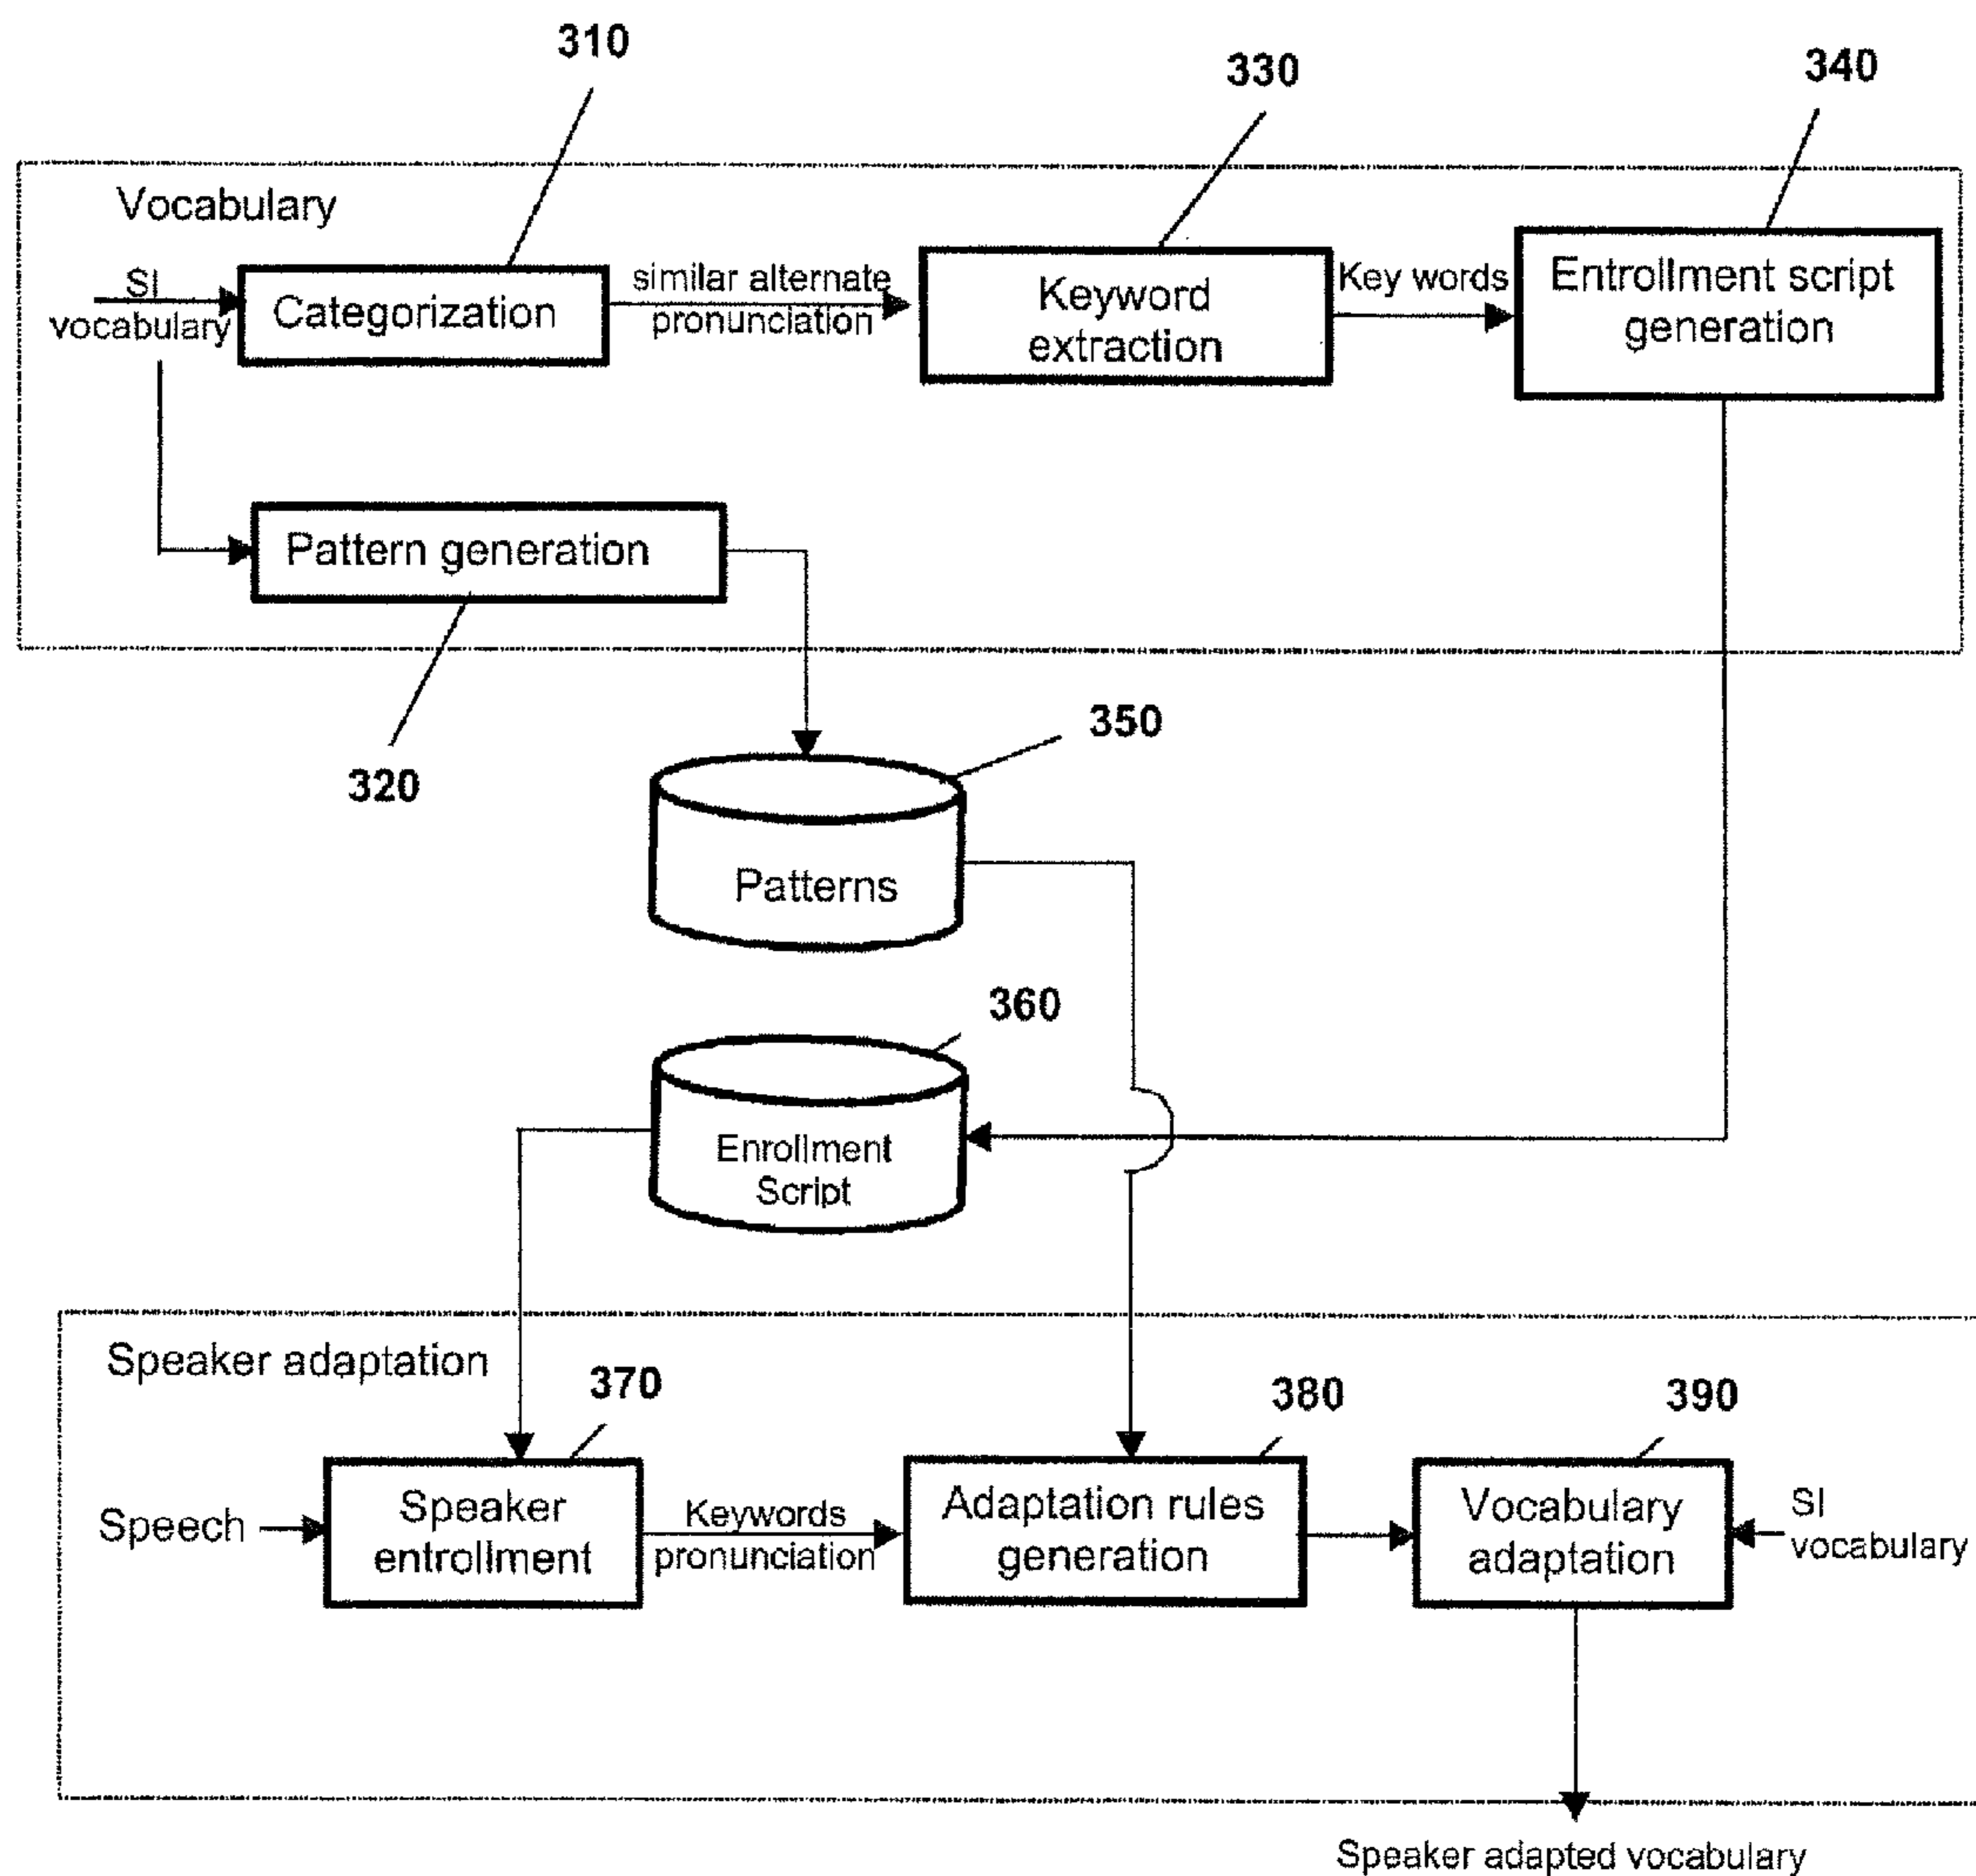 310
330
340
Vocabulary
SI
vocabulary
Categorization
similar alternate
pronunciation
Keyword
extraction
Key words
Entrollment script
generation
Pattern generation
320
350
Patterns
360
Enrollment
Script
Speaker adaptation
370
380
390
Speech
Speaker
entrollment
Keywords
pronunciation
Adaptation rules
generation
Vocabulary
adaptation
SI
vocabulary
Speaker adapted vocabulary